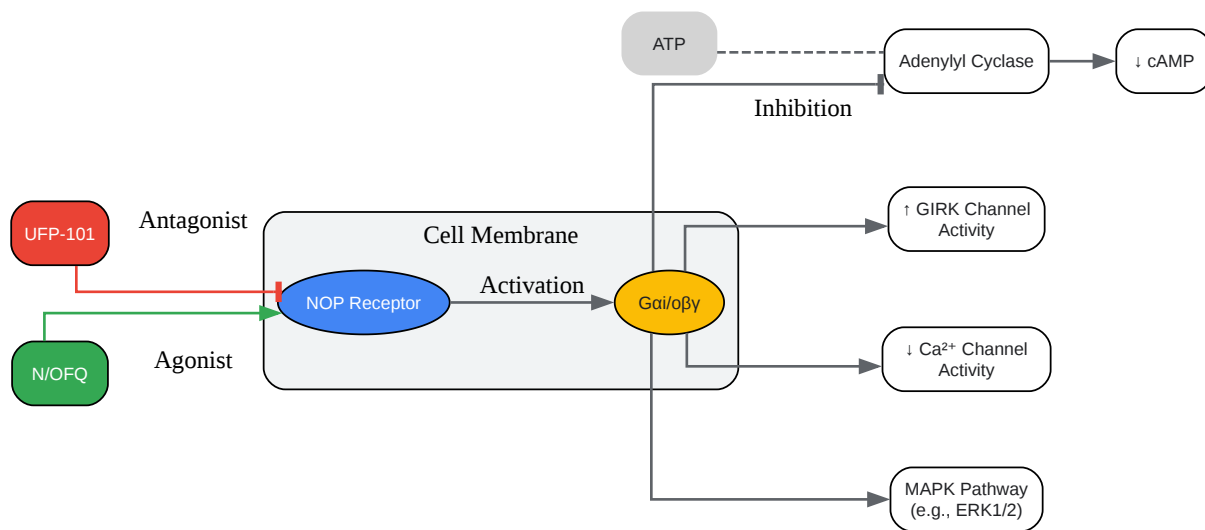 ATP
Adenylyl Cyclase
↓ cAMP
Inhibition
UFP-101
Antagonist
Cell Membrane
↑ GIRK Channel
Activity
NOP Receptor
Activation
Gαi/oβγ
N/OFQ
Agonist
↓ Ca²⁺ Channel
Activity
MAPK Pathway
(e.g., ERK1/2)